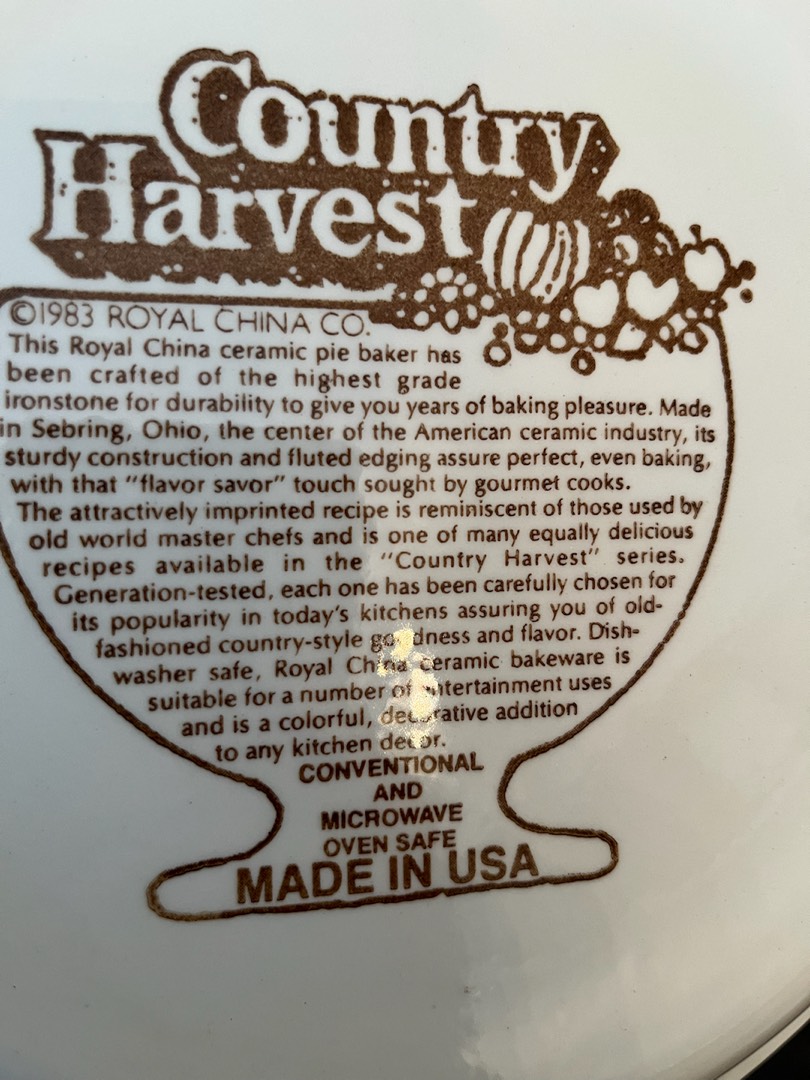 Country
Harvest
©1983 ROYAL CHINA CO.
This Royal China ceramic pie baker has
been crafted of the highest grade
ironstone for durability to give you years of baking pleasure. Made
in Sebring, Ohio, the center of the American ceramic industry, its
sturdy construction and fluted edging assure perfect, even baking,
with that "flavor savor" touch sought by gourmet cooks.
The attractively imprinted recipe is reminiscent of those used by
old world master chefs and is one of many equally delicious
recipes available in the "Country Harvest" series.
Generation-tested, each one has been carefully chosen for
its popularity in today's kitchens assuring you of old-
fashioned country-style goodness and flavor. Dish-
washer safe, Royal China ceramic bakeware is
suitable for a number of entertainment uses
and is a colorful, decorative addition
to any kitchen decor.
CONVENTIONAL
AND
MICROWAVE
OVEN SAFE
MADE IN USA